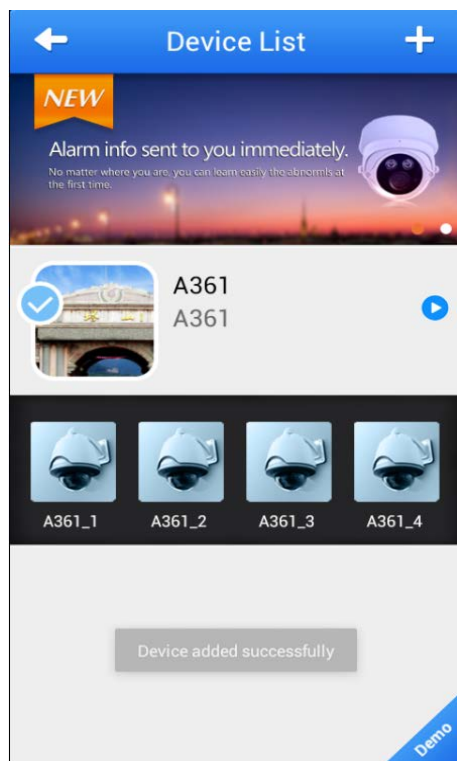 Device List
NEW
Alarm info sent to you immediately.
No matter where you are, you can learn easily the abnormls at
the first time.
A361
A361
A361_1
A361_2
A361_3
A361_4
Device added successfully
Demo